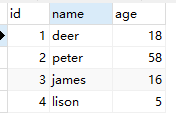 id name age
1 deer 18
2 peter 58
3 james 16
4 lison 5